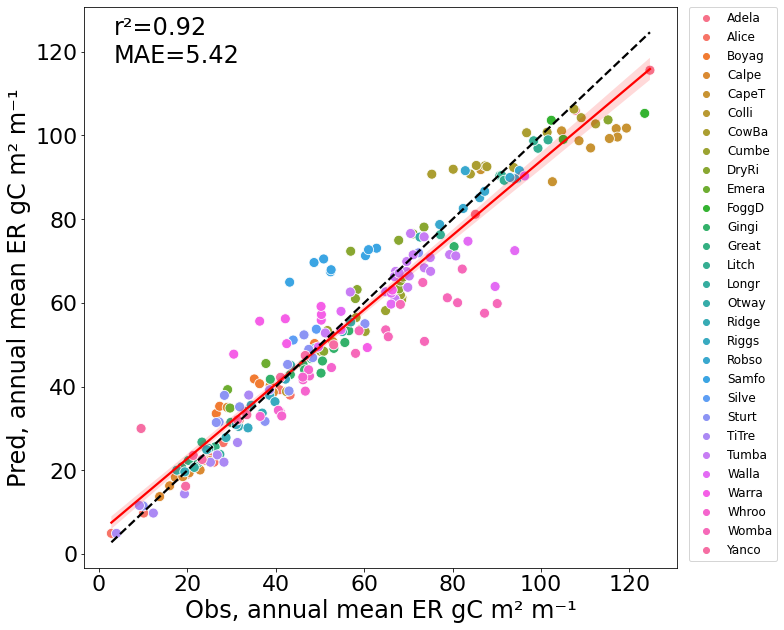 r²=0.92
MAE=5.42
Pred, annual mean ER gC m² m⁻¹
120
100
80
60
40
20
0
0 20 40 60 80 100 120
Obs, annual mean ER gC m² m⁻¹
Adela
Alice
Boyag
Calpe
CapeT
Colli
CowBa
Cumbe
DryRi
Emera
FoggD
Gingi
Great
Litch
Longr
Otway
Ridge
Riggs
Robso
Samfo
Silve
Sturt
TiTre
Tumba
Walla
Warra
Whroo
Womba
Yanco